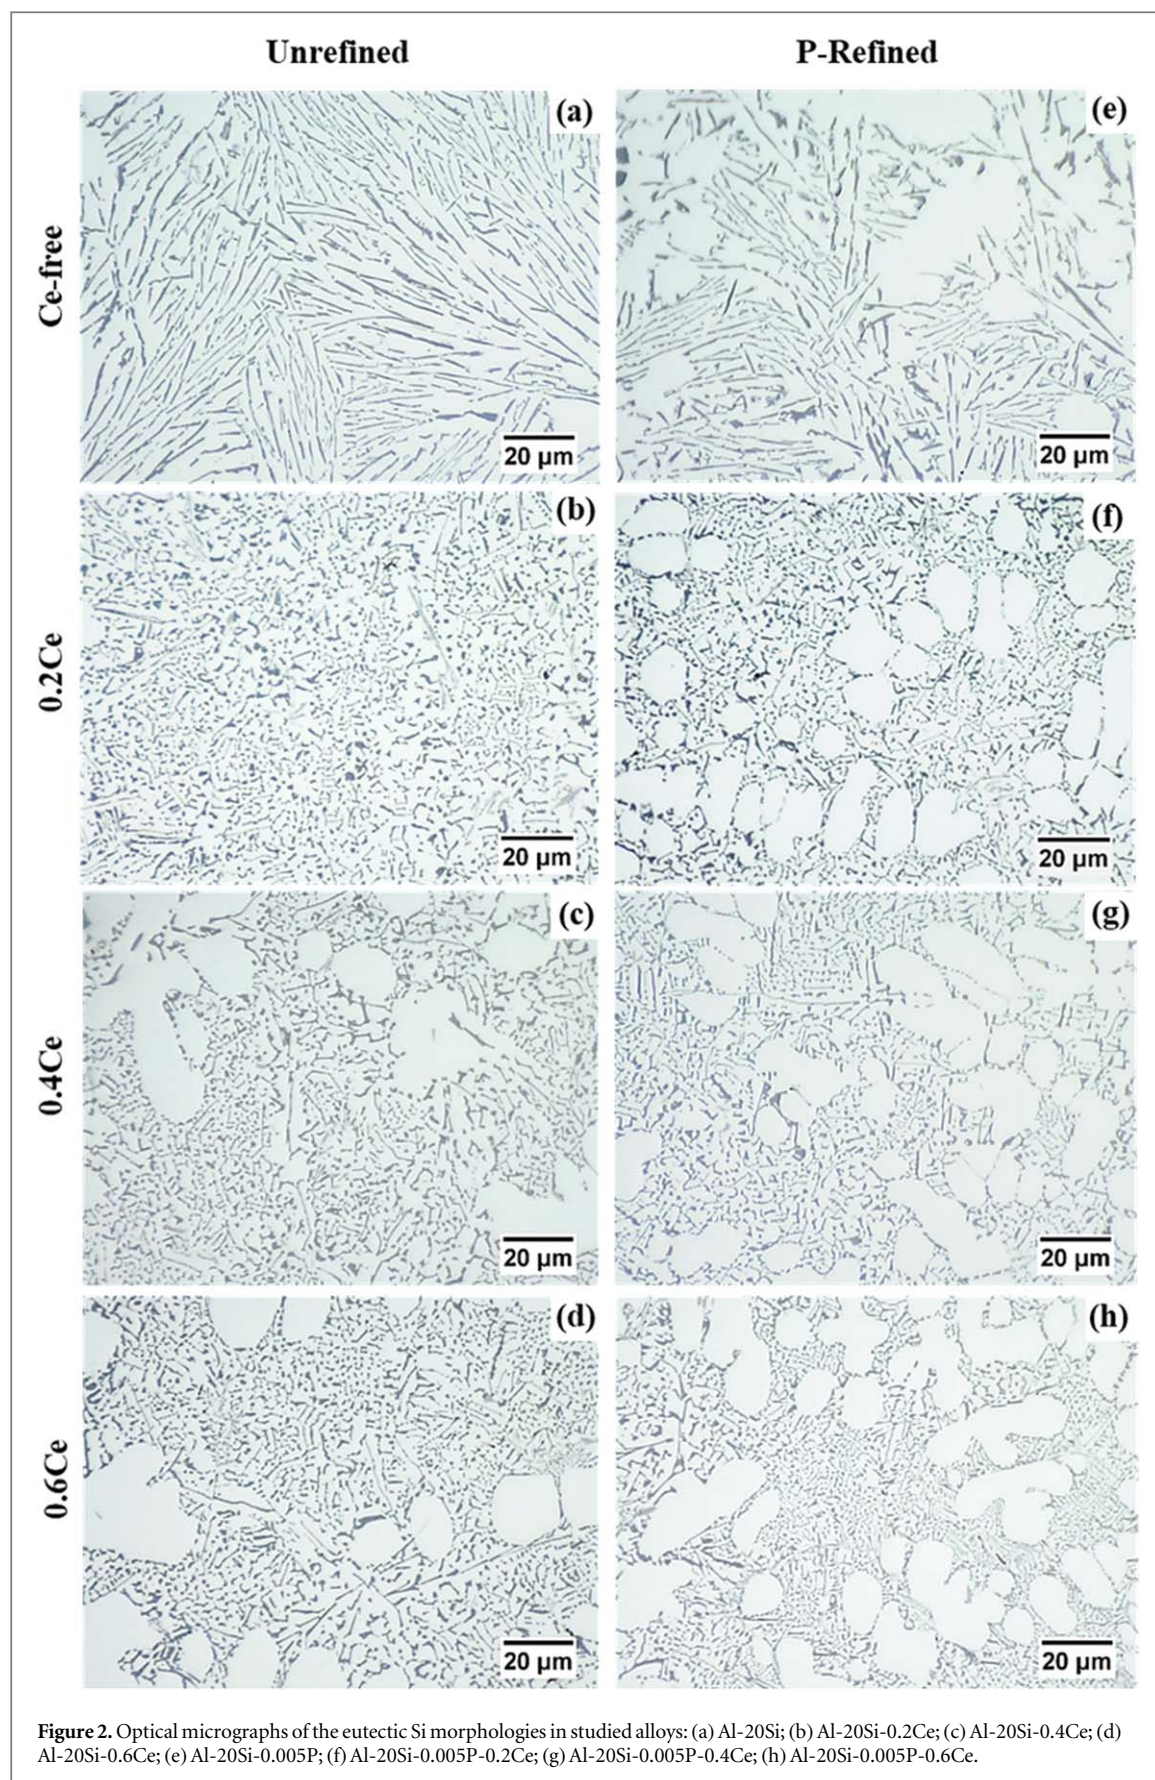 Unrefined
P-Refined
Ce-free
(a)
20 µm
(e)
20 µm
0.2Ce
(b)
20 µm
(f)
20 µm
0.4Ce
(c)
20 µm
(g)
20 µm
0.6Ce
(d)
20 µm
(h)
20 µm
Figure 2. Optical micrographs of the eutectic Si morphologies in studied alloys: (a) Al-20Si; (b) Al-20Si-0.2Ce; (c) Al-20Si-0.4Ce; (d)
Al-20Si-0.6Ce; (e) Al-20Si-0.005P; (f) Al-20Si-0.005P-0.2Ce; (g) Al-20Si-0.005P-0.4Ce; (h) Al-20Si-0.005P-0.6Ce.